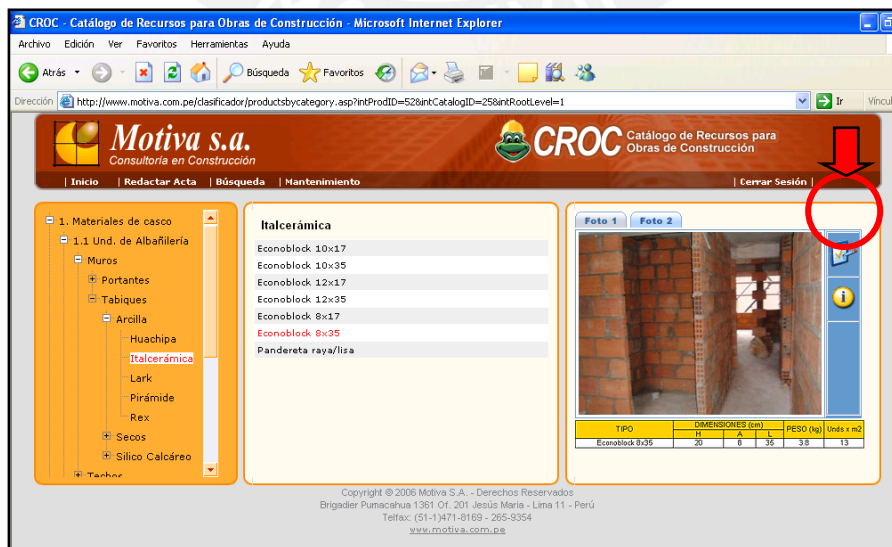 CROC - Catálogo de Recursos para Obras de Construcción - Microsoft Internet Explorer
Archivo Edición Ver Favoritos Herramientas Ayuda
Atrás Búsqueda Favoritos
Dirección http://www.motiva.com.pe/clasificador/productsbycategory.asp?intProdID=52&intCatalogID=25&intRootLevel=1 Ir Víncul
Motiva s.a.
Consultoría en Construcción
CROC Catálogo de Recursos para
Obras de Construcción
| Inicio | Redactar Acta | Búsqueda | Mantenimiento | Cerrar Sesión |
1. Materiales de casco
1.1 Und. de Albañilería
Muros
Portantes
Tabiques
Arcilla
Huachipa
Italcerámica
Lark
Pirámide
Rex
Secos
Silico Calcáreo
Techos
Italcerámica
Econoblock 10x17
Econoblock 10x35
Econoblock 12x17
Econoblock 12x35
Econoblock 8x17
Econoblock 8x35
Pandereta raya/lisa
Foto 1 Foto 2
TIPO DIMENSIONES (cm) PESO (kg) Unds x m2
H A L
Econoblock 8x35 20 8 35 3.8 13
Copyright © 2006 Motiva S.A. - Derechos Reservados
Brigadier Pumacahua 1361 Of. 201 Jesús Maria - Lima 11 - Perú
Telfax: (51-1)471-8169 - 265-9354
www.motiva.com.pe